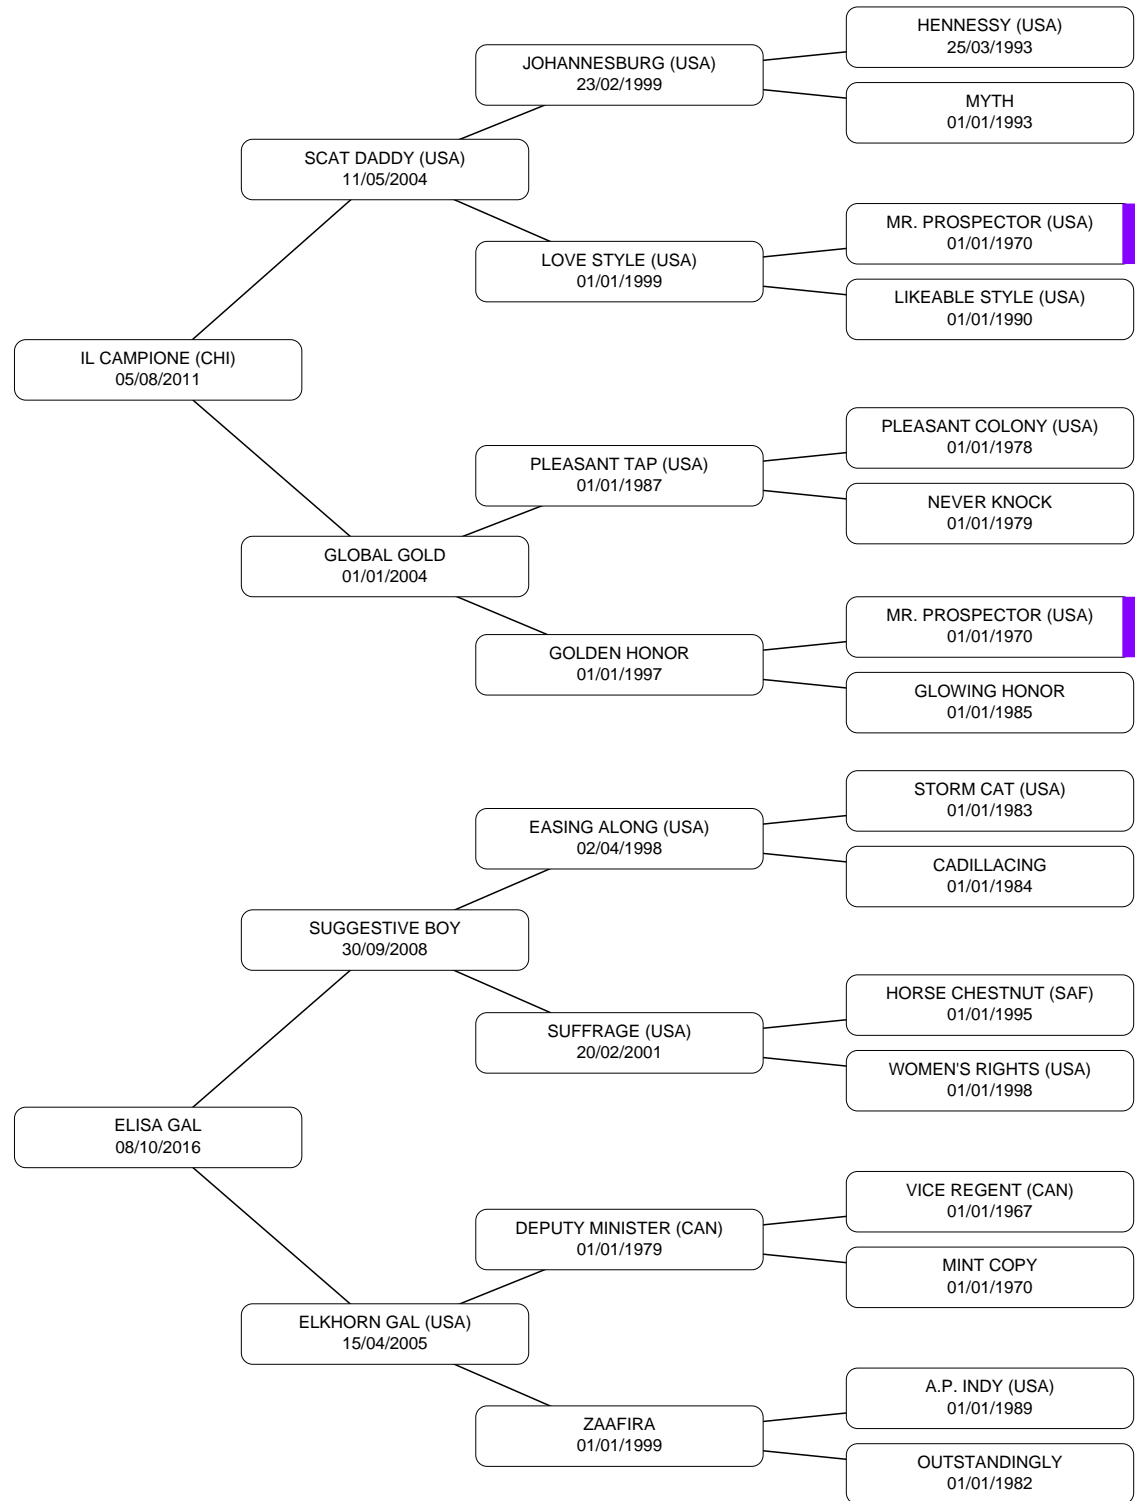 HENNESSY (USA)
25/03/1993
JOHANNESBURG (USA)
23/02/1999
MYTH
01/01/1993
SCAT DADDY (USA)
11/05/2004
MR. PROSPECTOR (USA)
01/01/1970
LOVE STYLE (USA)
01/01/1999
LIKEABLE STYLE (USA)
01/01/1990
IL CAMPIONE (CHI)
05/08/2011
PLEASANT COLONY (USA)
01/01/1978
PLEASANT TAP (USA)
01/01/1987
NEVER KNOCK
01/01/1979
GLOBAL GOLD
01/01/2004
MR. PROSPECTOR (USA)
01/01/1970
GOLDEN HONOR
01/01/1997
GLOWING HONOR
01/01/1985
STORM CAT (USA)
01/01/1983
EASING ALONG (USA)
02/04/1998
CADILLACING
01/01/1984
SUGGESTIVE BOY
30/09/2008
HORSE CHESTNUT (SAF)
01/01/1995
SUFFRAGE (USA)
20/02/2001
WOMEN'S RIGHTS (USA)
01/01/1998
ELISA GAL
08/10/2016
VICE REGENT (CAN)
01/01/1967
DEPUTY MINISTER (CAN)
01/01/1979
MINT COPY
01/01/1970
ELKHORN GAL (USA)
15/04/2005
A.P. INDY (USA)
01/01/1989
ZAAFIRA
01/01/1999
OUTSTANDINGLY
01/01/1982